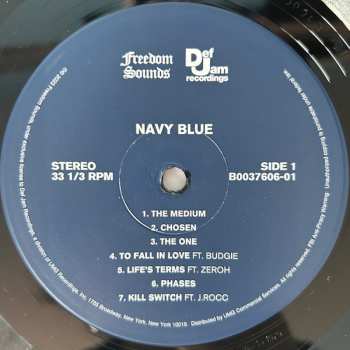 Freedom Sounds
Def Jam recordings
NAVY BLUE
STEREO
33 1/3 RPM
SIDE 1
B0037606-01
1. THE MEDIUM
2. CHOSEN
3. THE ONE
4. TO FALL IN LOVE FT. BUDGIE
5. LIFE'S TERMS FT. ZEROH
6. PHASES
7. KILL SWITCH FT. J.ROCC